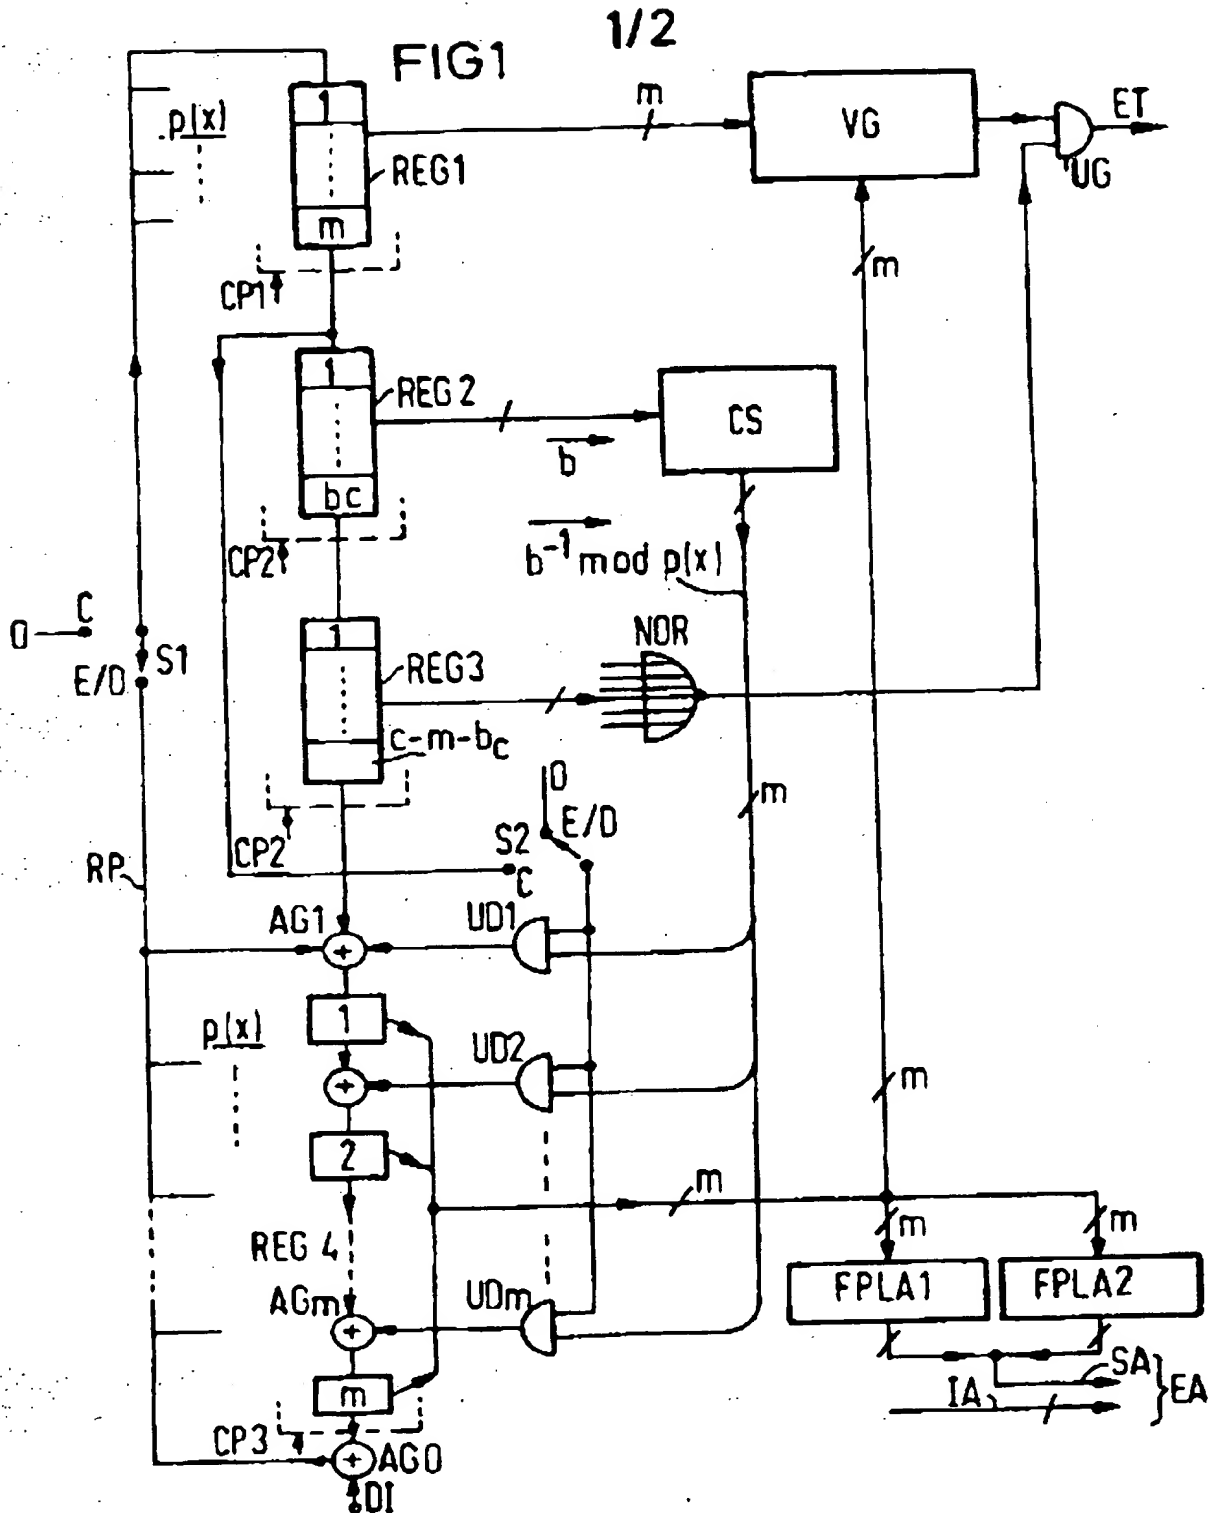 1/2
FIG1
p(x)
1
m
REG1
m
VG
ET
UG
m
CP1
1
REG 2
bc
b
CS
CP2
b⁻¹ mod p(x)
0
C
S1
E/D
1
REG3
NOR
c-m-bc
CP2
0
E/D
S2
C
m
RP
AG1
+
UD1
1
p(x)
+
UD2
m
2
m
REG 4
m
m
AGm
+
UDm
FPLA1
FPLA2
m
SA
IA
EA
CP3
+
AG0
DI